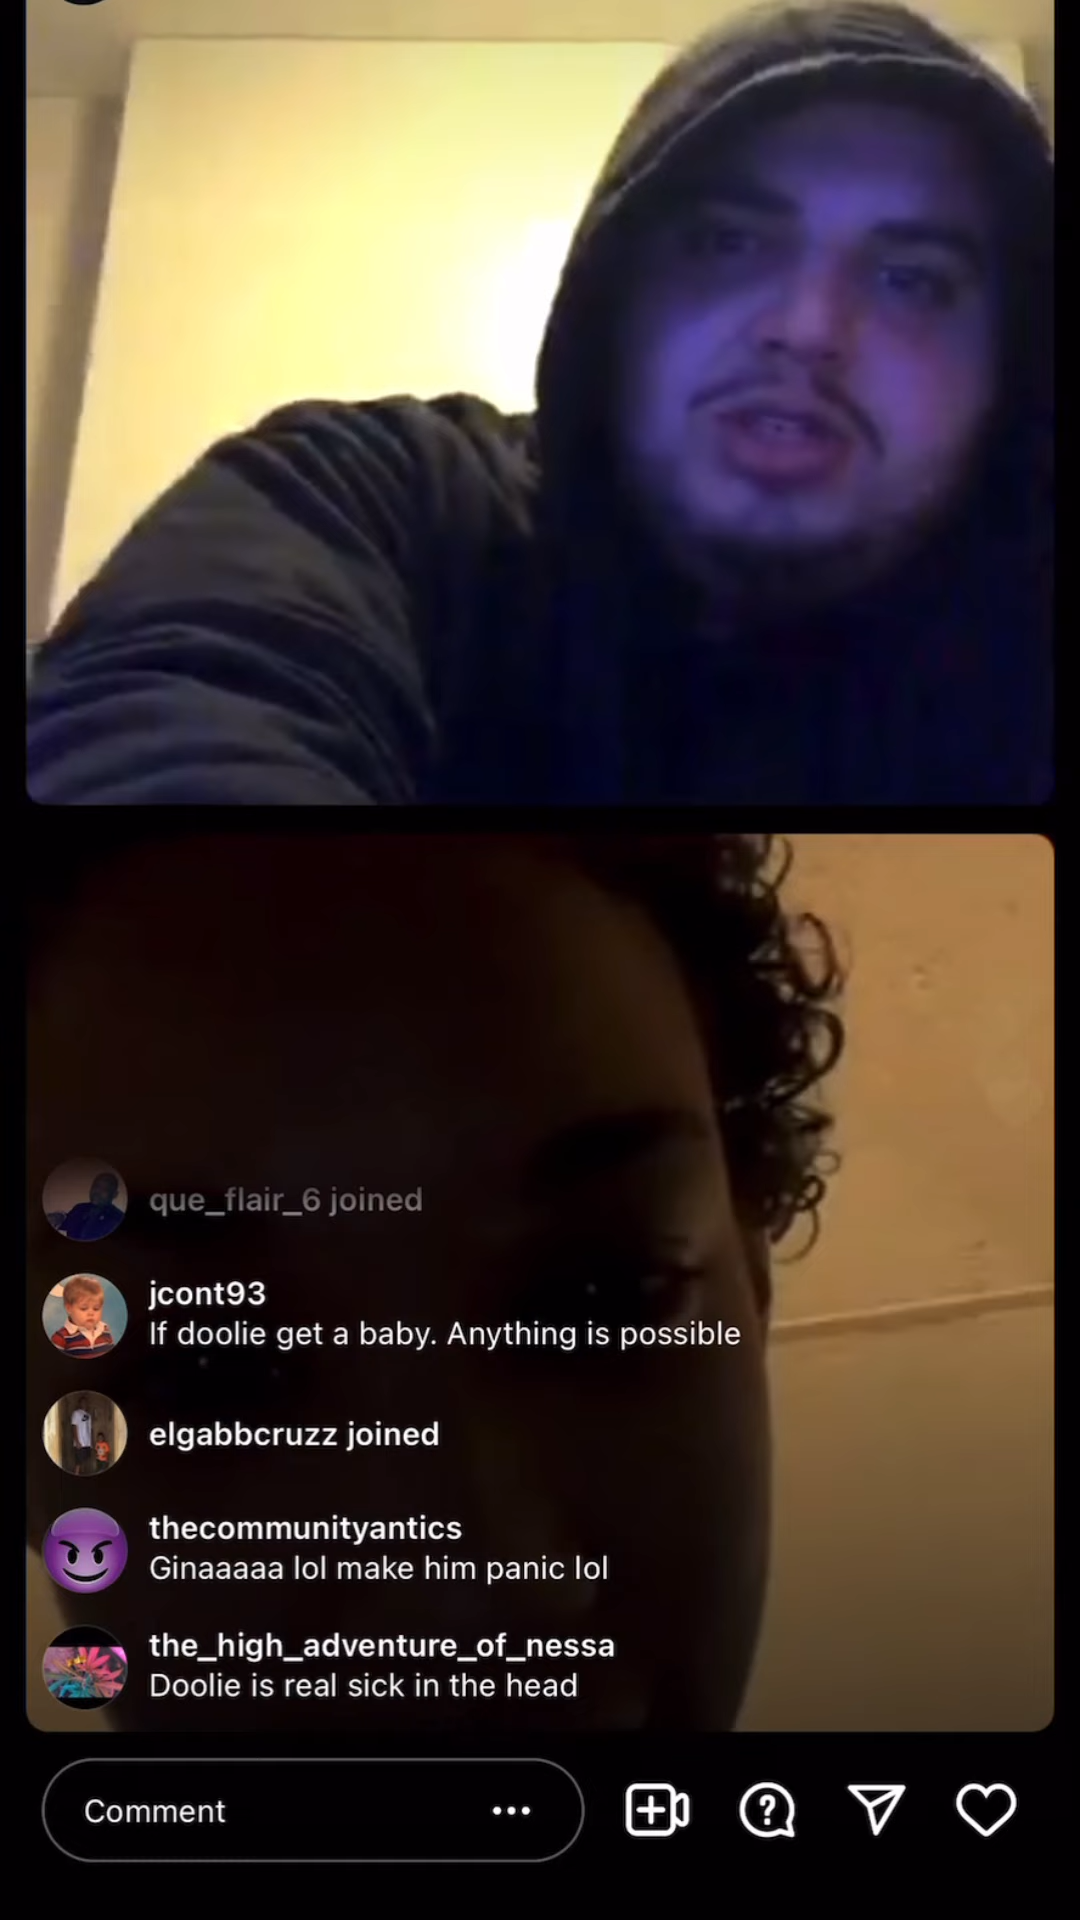 que_flair_6 joined
jcont93
If doolie get a baby. Anything is possible
elgabbcruzz joined
thecommunityantics
Ginaaaaa lol make him panic lol
the_high_adventure_of_nessa
Doolie is real sick in the head
Comment